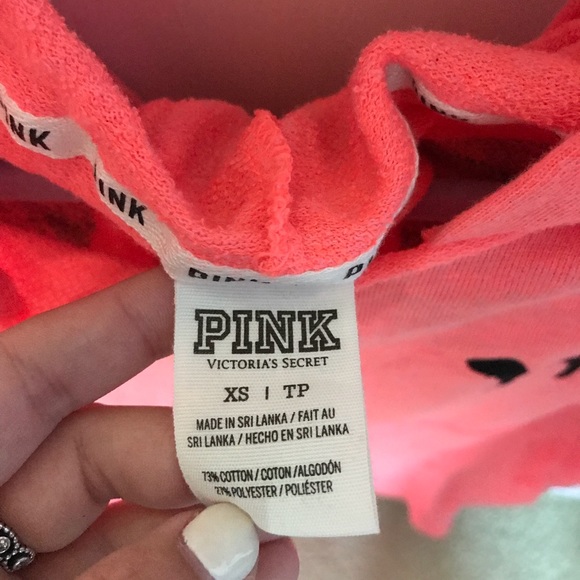 PINK
PINK
PINK
PINK
VICTORIA'S SECRET
XS | TP
MADE IN SRI LANKA / FAIT AU
SRI LANKA / HECHO EN SRI LANKA
73% COTTON / COTON / ALGODÓN
27% POLYESTER / POLIÉSTER